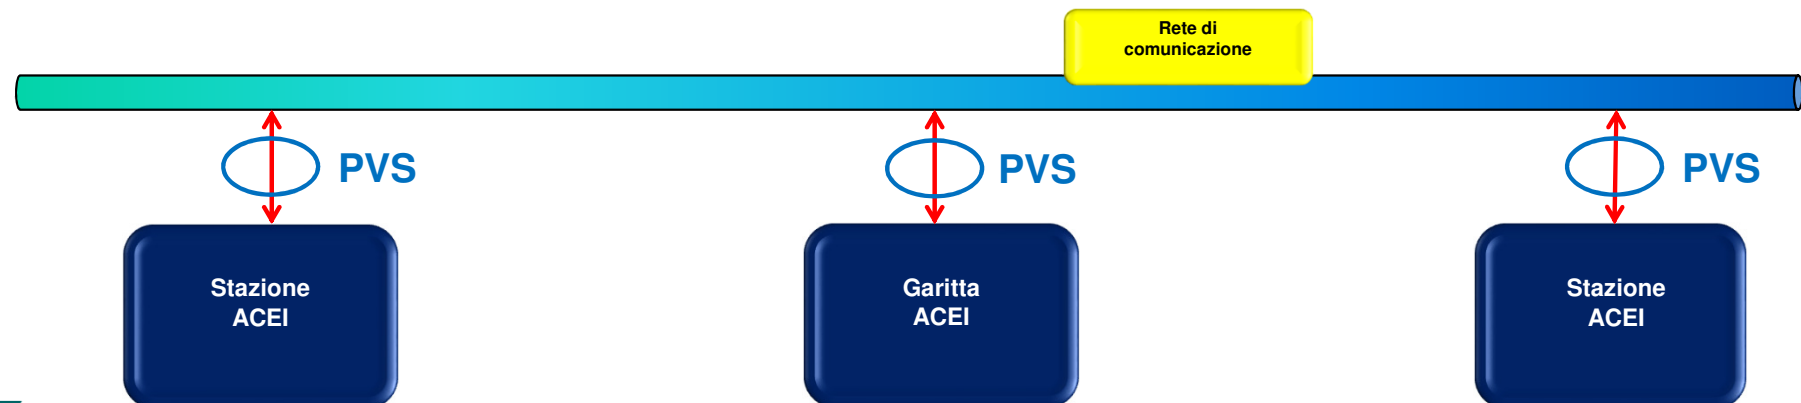 Rete di
comunicazione
PVS
PVS
PVS
Stazione
ACEI
Garitta
ACEI
Stazione
ACEI